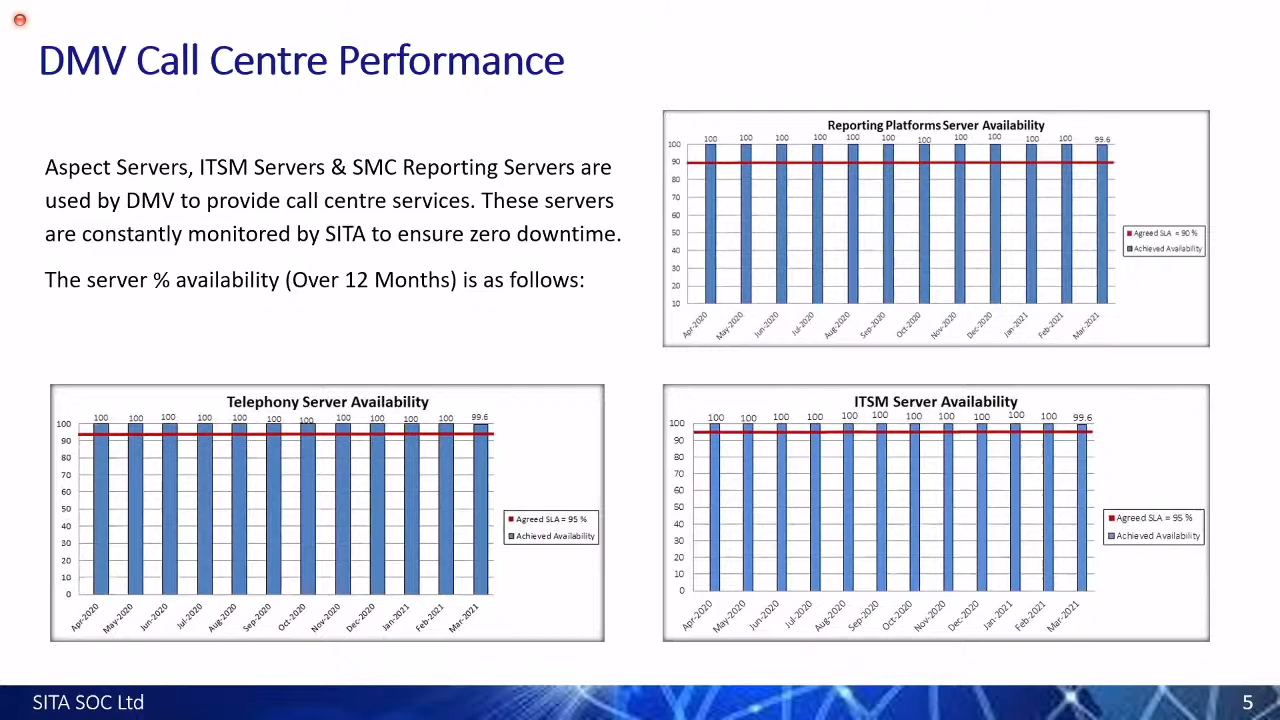 DMV Call Centre Performance
Aspect Servers, ITSM Servers & SMC Reporting Servers are
used by DMV to provide call centre services. These servers
are constantly monitored by SITA to ensure zero downtime.
The server % availability (Over 12 Months) is as follows:
Reporting Platforms Server Availability
100 100 100 100 100 100 100 100 100 100 100 99.6
100
90
80
70
60
50
40
30
20
10
Apr-2020 May-2020 Jun-2020 Jul-2020 Aug-2020 Sep-2020 Oct-2020 Nov-2020 Dec-2020 Jan-2021 Feb-2021 Mar-2021
Agreed SLA = 90 %
Achieved Availability
Telephony Server Availability
100 100 100 100 100 100 100 100 100 100 100 99.6
100
90
80
70
60
50
40
30
20
10
0
Apr-2020 May-2020 Jun-2020 Jul-2020 Aug-2020 Sep-2020 Oct-2020 Nov-2020 Dec-2020 Jan-2021 Feb-2021 Mar-2021
Agreed SLA = 95 %
Achieved Availability
ITSM Server Availability
100 100 100 100 100 100 100 100 100 100 100 99.6
100
90
80
70
60
50
40
30
20
10
0
Apr-2020 May-2020 Jun-2020 Jul-2020 Aug-2020 Sep-2020 Oct-2020 Nov-2020 Dec-2020 Jan-2021 Feb-2021 Mar-2021
Agreed SLA = 95 %
Achieved Availability
SITA SOC Ltd
5